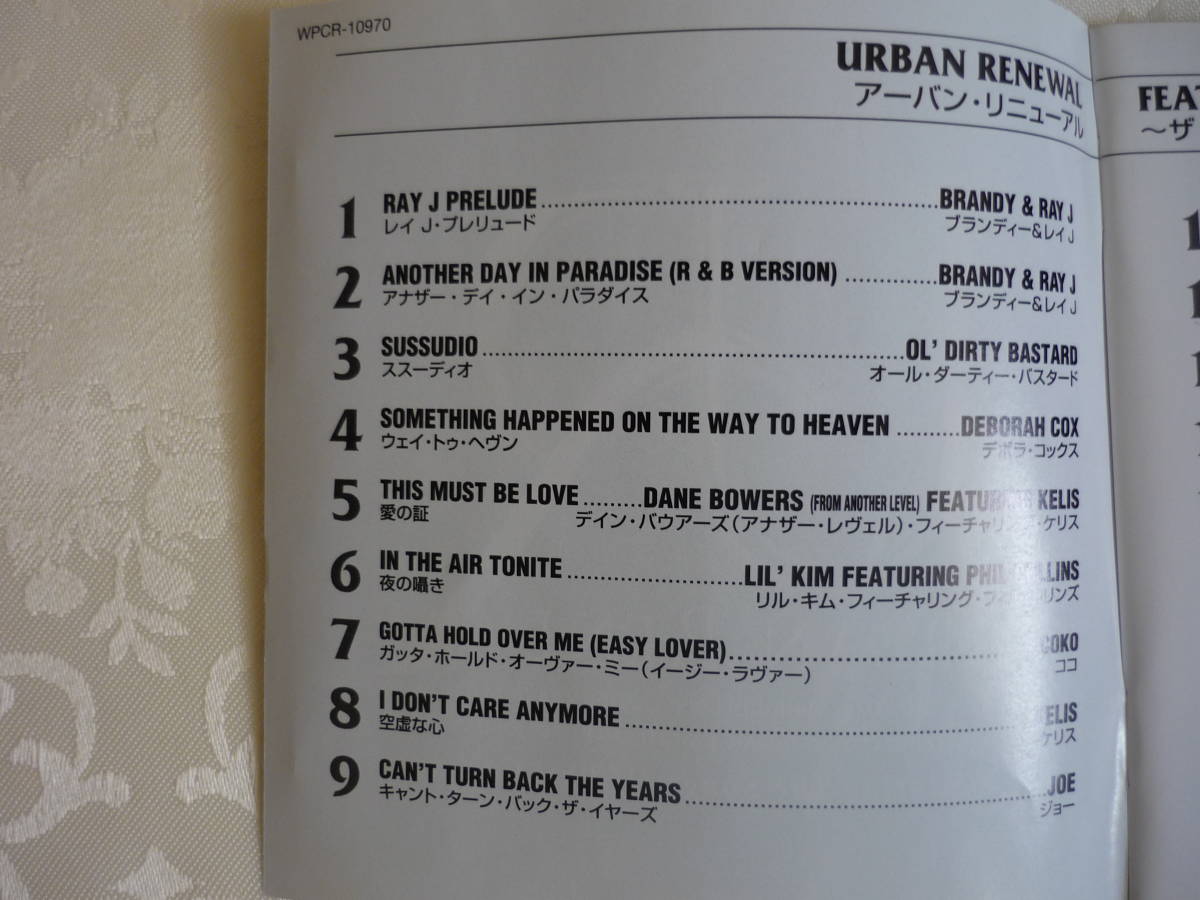 WPCR-10970
URBAN RENEWAL
アーバン・リニューアル
1 RAY J PRELUDE BRANDY & RAY J
レイ J・プレリュード ブランディー&レイ J
2 ANOTHER DAY IN PARADISE (R & B VERSION) BRANDY & RAY J
アナザー・デイ・イン・パラダイス ブランディー&レイ J
3 SUSSUDIO OL' DIRTY BASTARD
ススーディオ オール・ダーティー・バスタード
4 SOMETHING HAPPENED ON THE WAY TO HEAVEN DEBORAH COX
ウェイ・トゥ・ヘヴン デボラ・コックス
5 THIS MUST BE LOVE DANE BOWERS (FROM ANOTHER LEVEL) FEATURING KELIS
愛の証 デイン・バウアーズ(アナザー・レヴェル)・フィーチャリング・ケリス
6 IN THE AIR TONITE LIL' KIM FEATURING PHIL COLLINS
夜の囁き リル・キム・フィーチャリング・
7 GOTTA HOLD OVER ME (EASY LOVER) COKO
ガッタ・ホールド・オーヴァー・ミー(イージー・ラヴァー) ココ
8 I DON'T CARE ANYMORE KELIS
空虚な心 ケリス
9 CAN'T TURN BACK THE YEARS JOE
キャント・ターン・バック・ザ・イヤーズ ジョー
～ザ